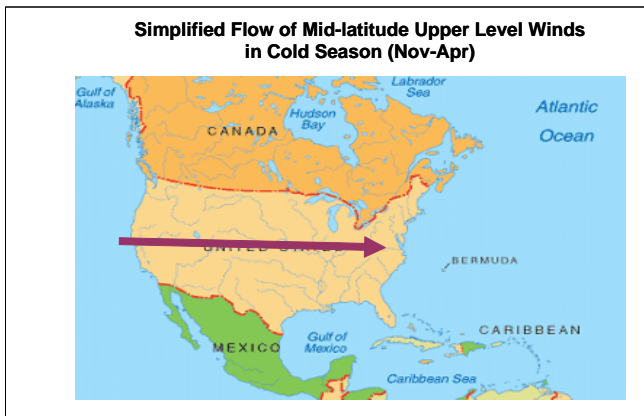 Simplified Flow of Mid-latitude Upper Level Winds
in Cold Season (Nov-Apr)
Gulf of
Alaska
Labrador
Sea
Hudson
Bay
CANADA
Atlantic
Ocean
UNITED
BERMUDA
MEXICO
Gulf of
Mexico
CARIBBEAN
Caribbean Sea